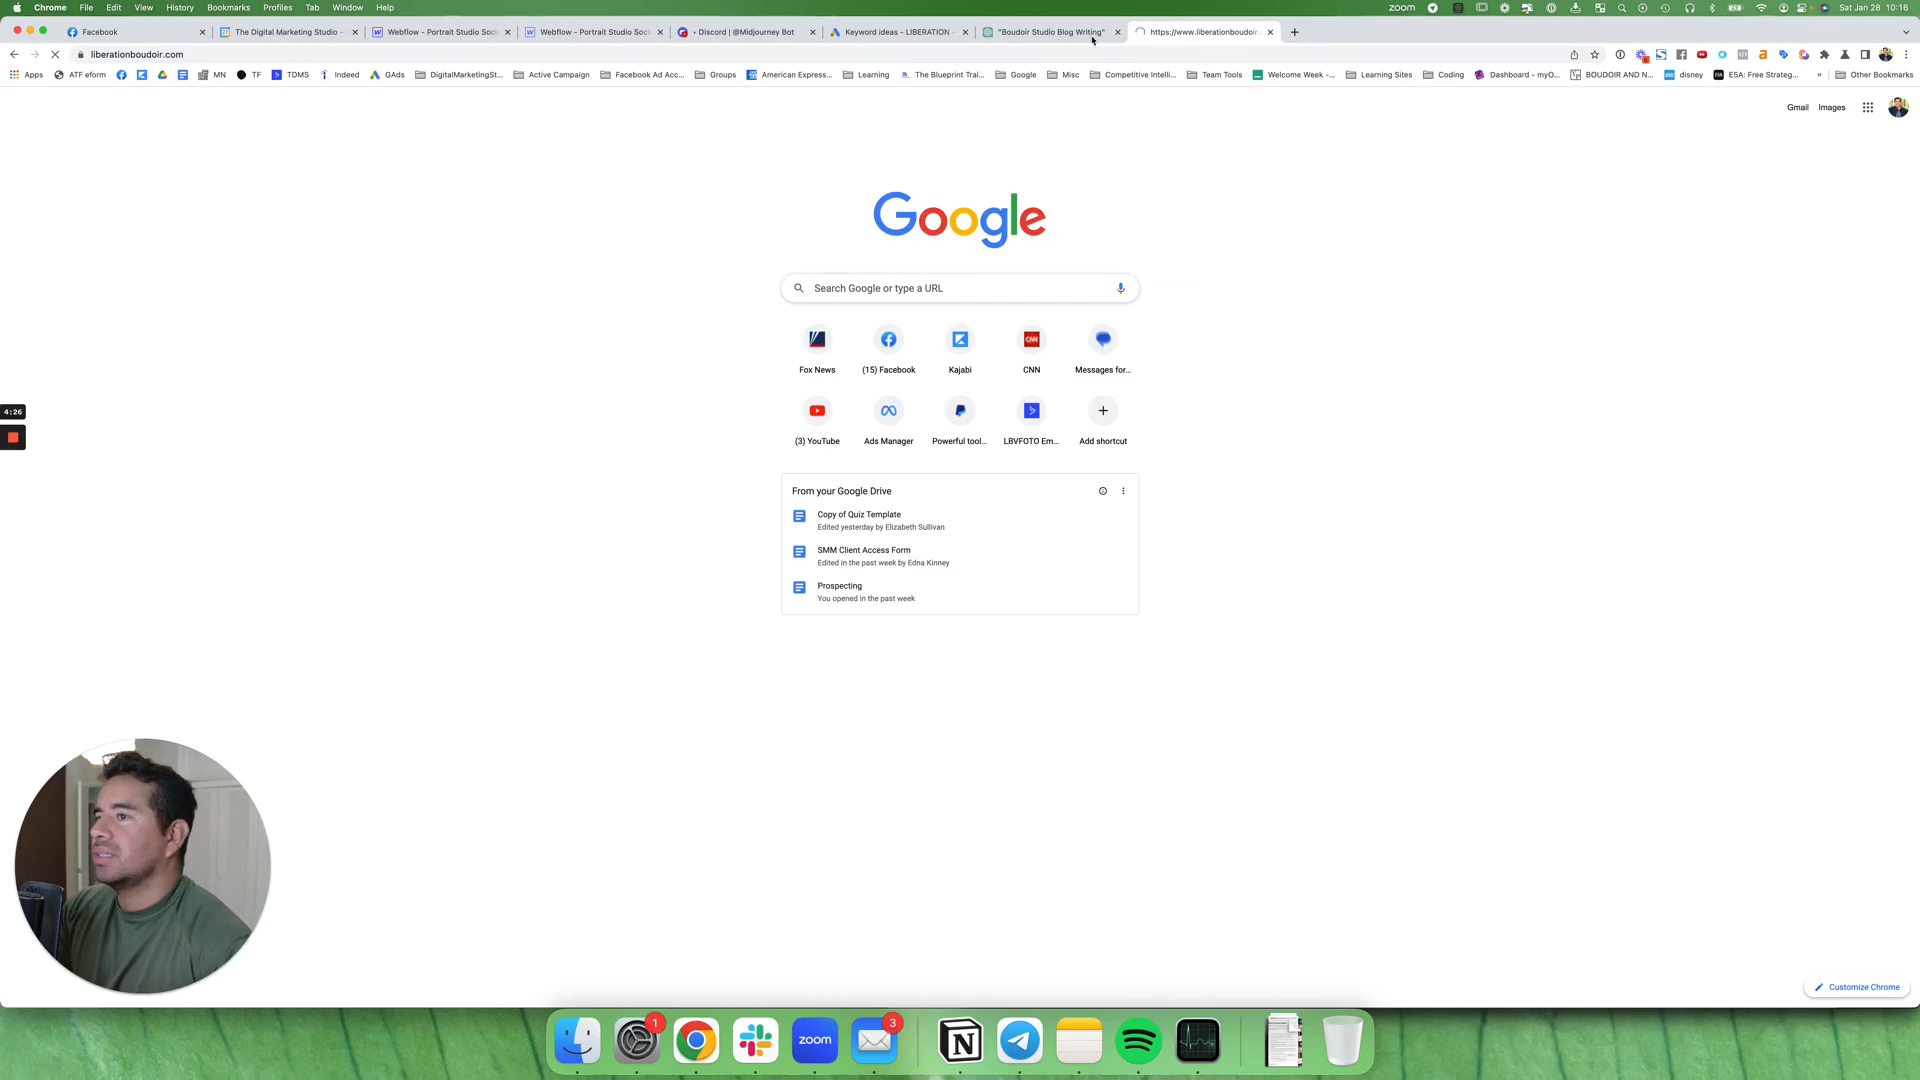 Chrome File Edit View History Bookmarks Profiles Tab Window Help zoom Sat Jan 28 10:16
Facebook The Digital Marketing Studio - Webflow - Portrait Studio Soci Webflow - Portrait Studio Soci • Discord | @Midjourney Bot Keyword ideas - LIBERATION - "Boudoir Studio Blog Writing" https://www.liberationboudoir.
liberationboudoir.com
Apps ATF eform MN TF TDMS Indeed GAds DigitalMarketingSt... Active Campaign Facebook Ad Acc... Groups American Express... Learning The Blueprint Trai... Google Misc Competitive Intelli... Team Tools Welcome Week -... Learning Sites Coding Dashboard - myO... BOUDOIR AND N... disney E5A: Free Strateg... » Other Bookmarks
Gmail Images
Google
Search Google or type a URL
Fox News (15) Facebook Kajabi CNN Messages for...
4:26
(3) YouTube Ads Manager Powerful tool... LBVFOTO Em... Add shortcut
From your Google Drive
Copy of Quiz Template
Edited yesterday by Elizabeth Sullivan
SMM Client Access Form
Edited in the past week by Edna Kinney
Prospecting
You opened in the past week
Customize Chrome
1 zoom 3